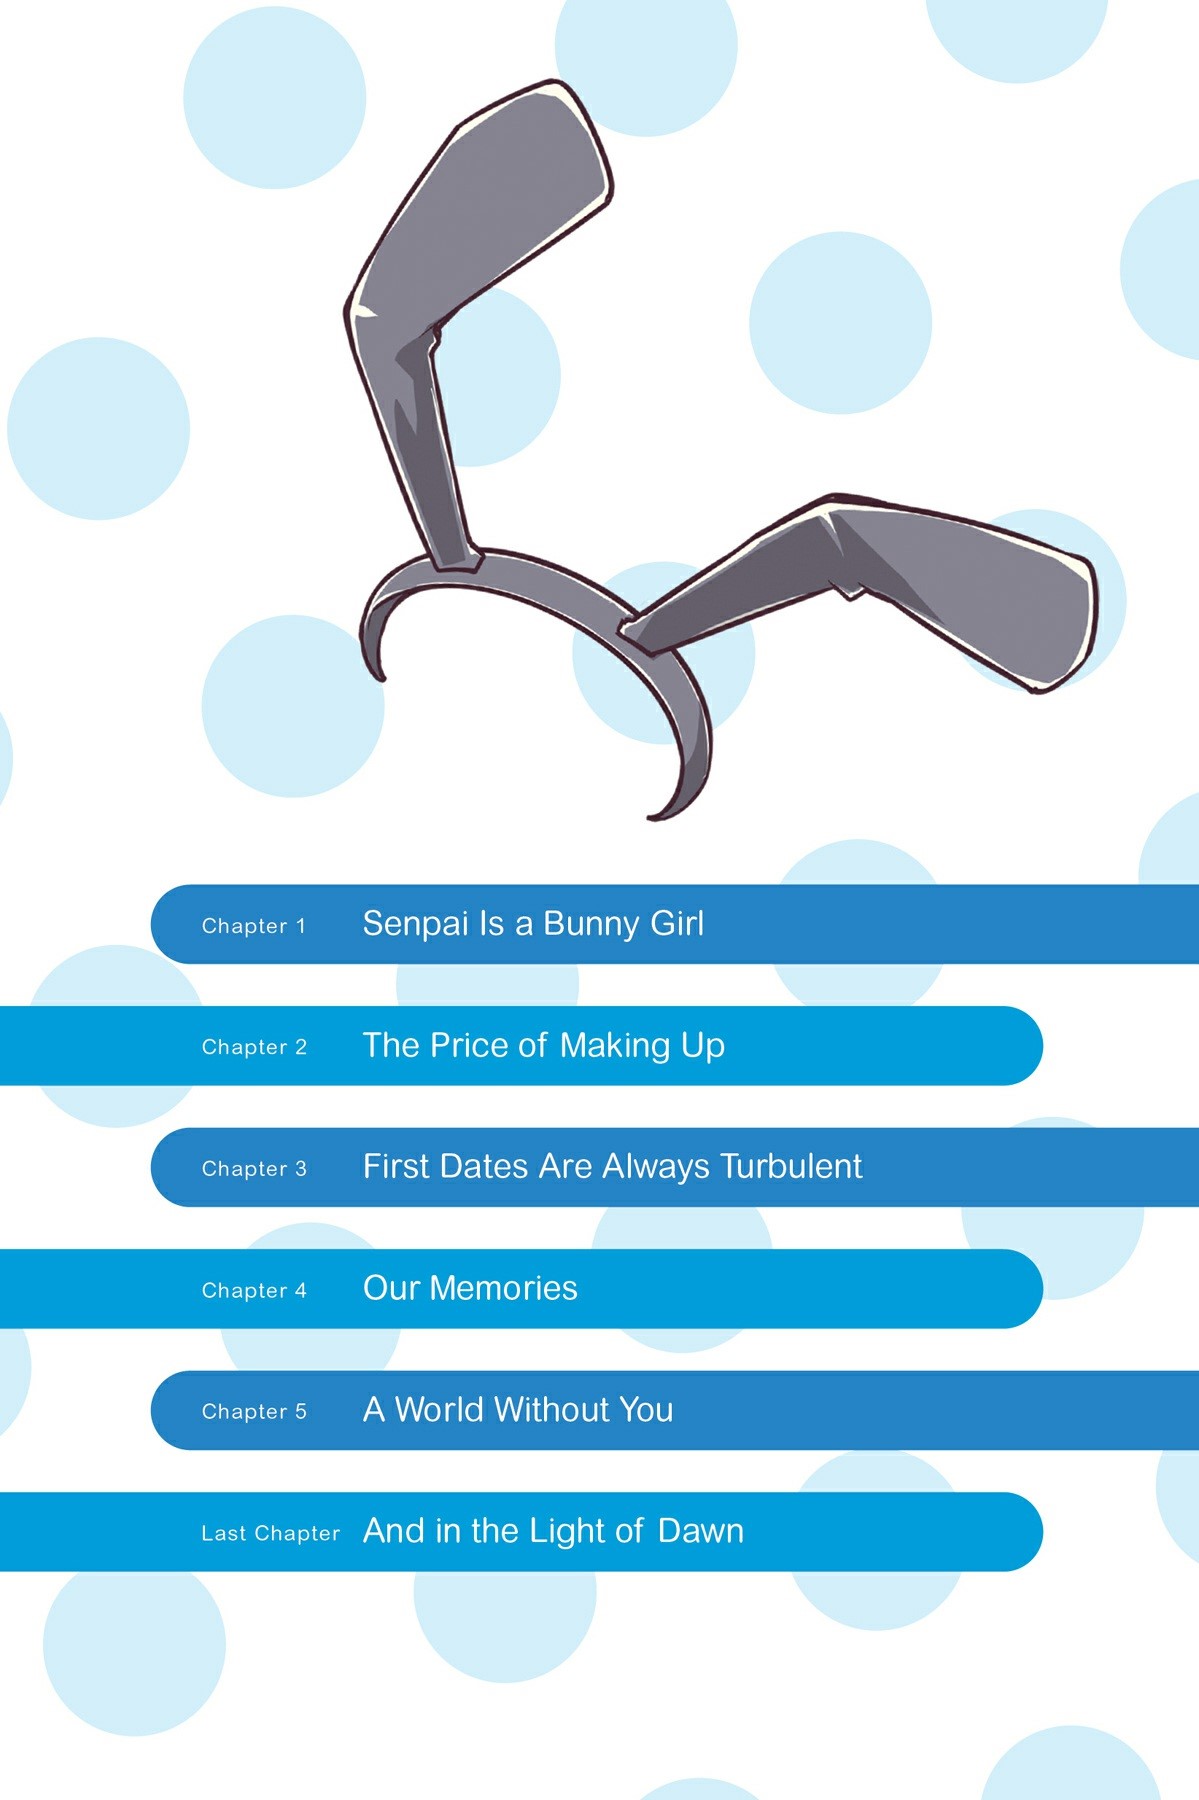 Chapter 1 Senpai Is a Bunny Girl
Chapter 2 The Price of Making Up
Chapter 3 First Dates Are Always Turbulent
Chapter 4 Our Memories
Chapter 5 A World Without You
Last Chapter And in the Light of Dawn